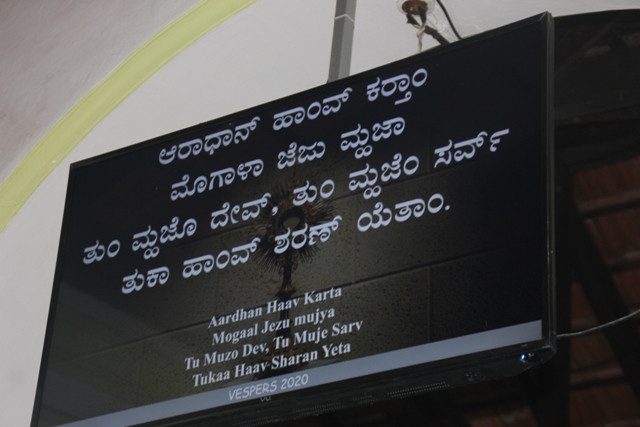 ಆರಾಧಾನ್ ಹಾಂವ್ ಕರ್ತಾಂ
ಮೊಗಾಳಾ ಜೆಬು ಮ್ಹಜಾ
ತುಂ ಮ್ಹಜೊ ದೇವ್, ತುಂ ಮ್ಹಜೆಂ ಸರ್ವ್
ತುಕಾ ಹಾಂವ್ ಶರಣ್ ಯೆತಾಂ.
Aardhan Haav Karta
Mogaal Jezu mujya
Tu Muzo Dev, Tu Muje Sarv
Tukaa Haav Sharan Yeta
VESPERS 2020